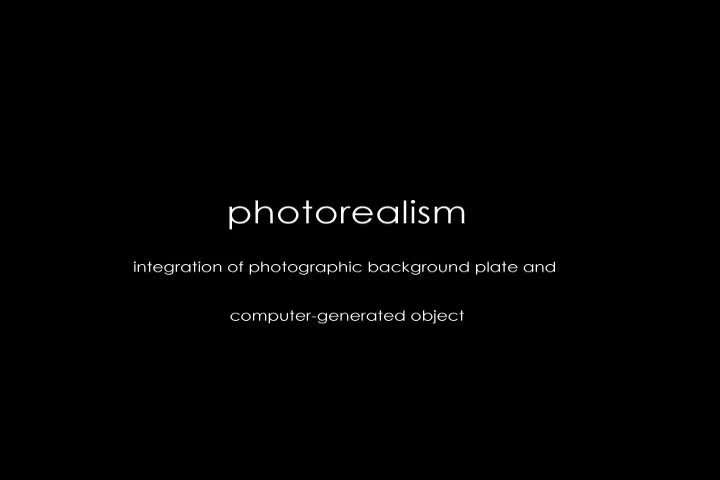 photorealism
integration of photographic background plate and
computer-generated object